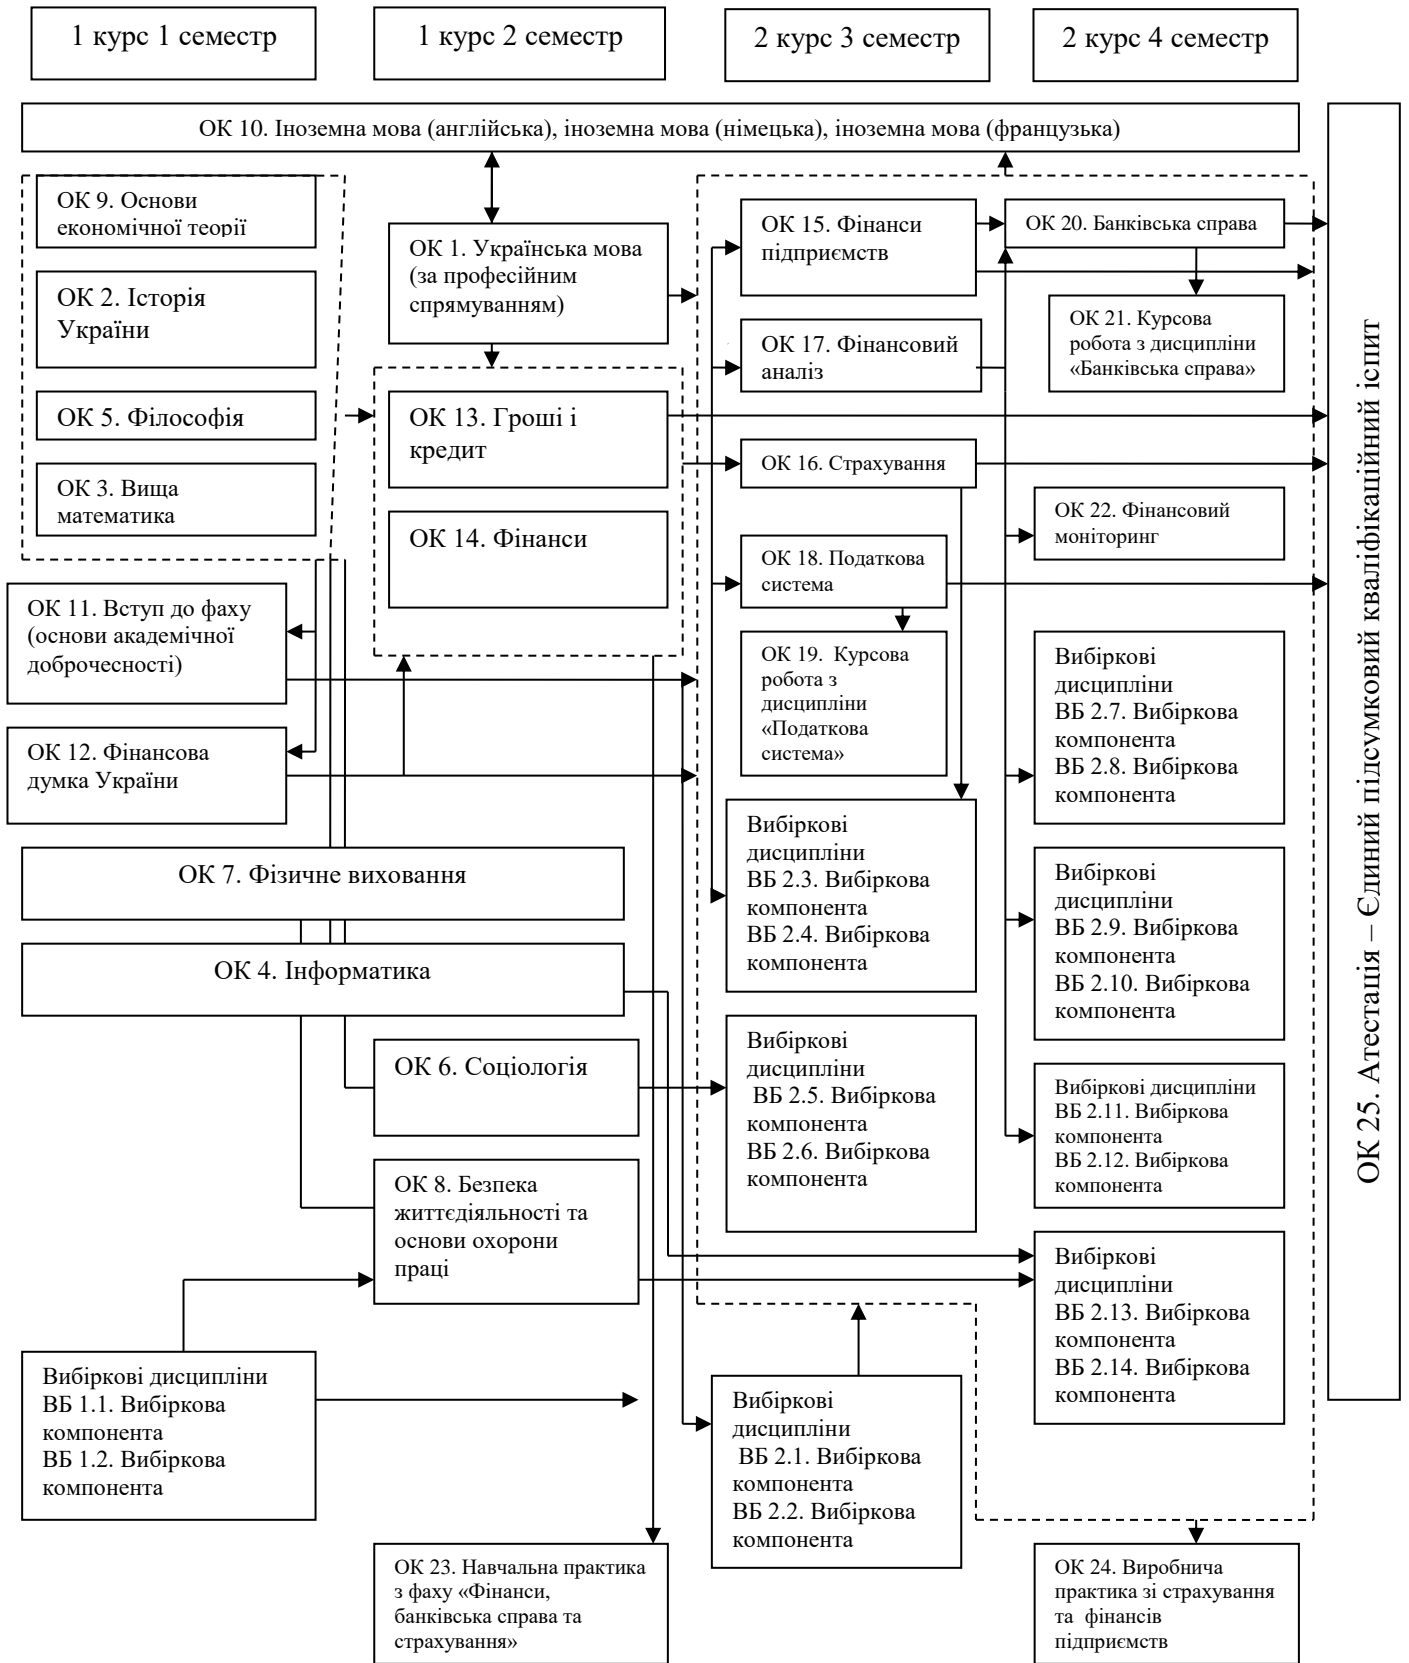 1 курс 1 семестр
1 курс 2 семестр
2 курс 3 семестр
2 курс 4 семестр
ОК 10. Іноземна мова (англійська), іноземна мова (німецька), іноземна мова (французька)
ОК 9. Основи
економічної теорії
ОК 2. Історія
України
ОК 5. Філософія
ОК 3. Вища
математика
ОК 11. Вступ до фаху
(основи академічної
доброчесності)
ОК 12. Фінансова
думка України
ОК 7. Фізичне виховання
ОК 4. Інформатика
Вибіркові дисципліни
ВБ 1.1. Вибіркова
компонента
ВБ 1.2. Вибіркова
компонента
ОК 1. Українська мова
(за професійним
спрямуванням)
ОК 13. Гроші і
кредит
ОК 14. Фінанси
ОК 6. Соціологія
ОК 8. Безпека
життєдіяльності та
основи охорони
праці
ОК 23. Навчальна практика
з фаху «Фінанси,
банківська справа та
страхування»
ОК 15. Фінанси
підприємств
ОК 17. Фінансовий
аналіз
ОК 16. Страхування
ОК 18. Податкова
система
ОК 19. Курсова
робота з
дисципліни
«Податкова
система»
Вибіркові
дисципліни
ВБ 2.3. Вибіркова
компонента
ВБ 2.4. Вибіркова
компонента
Вибіркові
дисципліни
ВБ 2.5. Вибіркова
компонента
ВБ 2.6. Вибіркова
компонента
Вибіркові
дисципліни
ВБ 2.1. Вибіркова
компонента
ВБ 2.2. Вибіркова
компонента
ОК 20. Банківська справа
ОК 21. Курсова
робота з дисципліни
«Банківська справа»
ОК 22. Фінансовий
моніторинг
Вибіркові
дисципліни
ВБ 2.7. Вибіркова
компонента
ВБ 2.8. Вибіркова
компонента
Вибіркові
дисципліни
ВБ 2.9. Вибіркова
компонента
ВБ 2.10. Вибіркова
компонента
Вибіркові дисципліни
ВБ 2.11. Вибіркова
компонента
ВБ 2.12. Вибіркова
компонента
Вибіркові
дисципліни
ВБ 2.13. Вибіркова
компонента
ВБ 2.14. Вибіркова
компонента
ОК 24. Виробнича
практика зі страхування
та фінансів
підприємств
ОК 25. Атестація – Єдиний підсумковий кваліфікаційний іспит